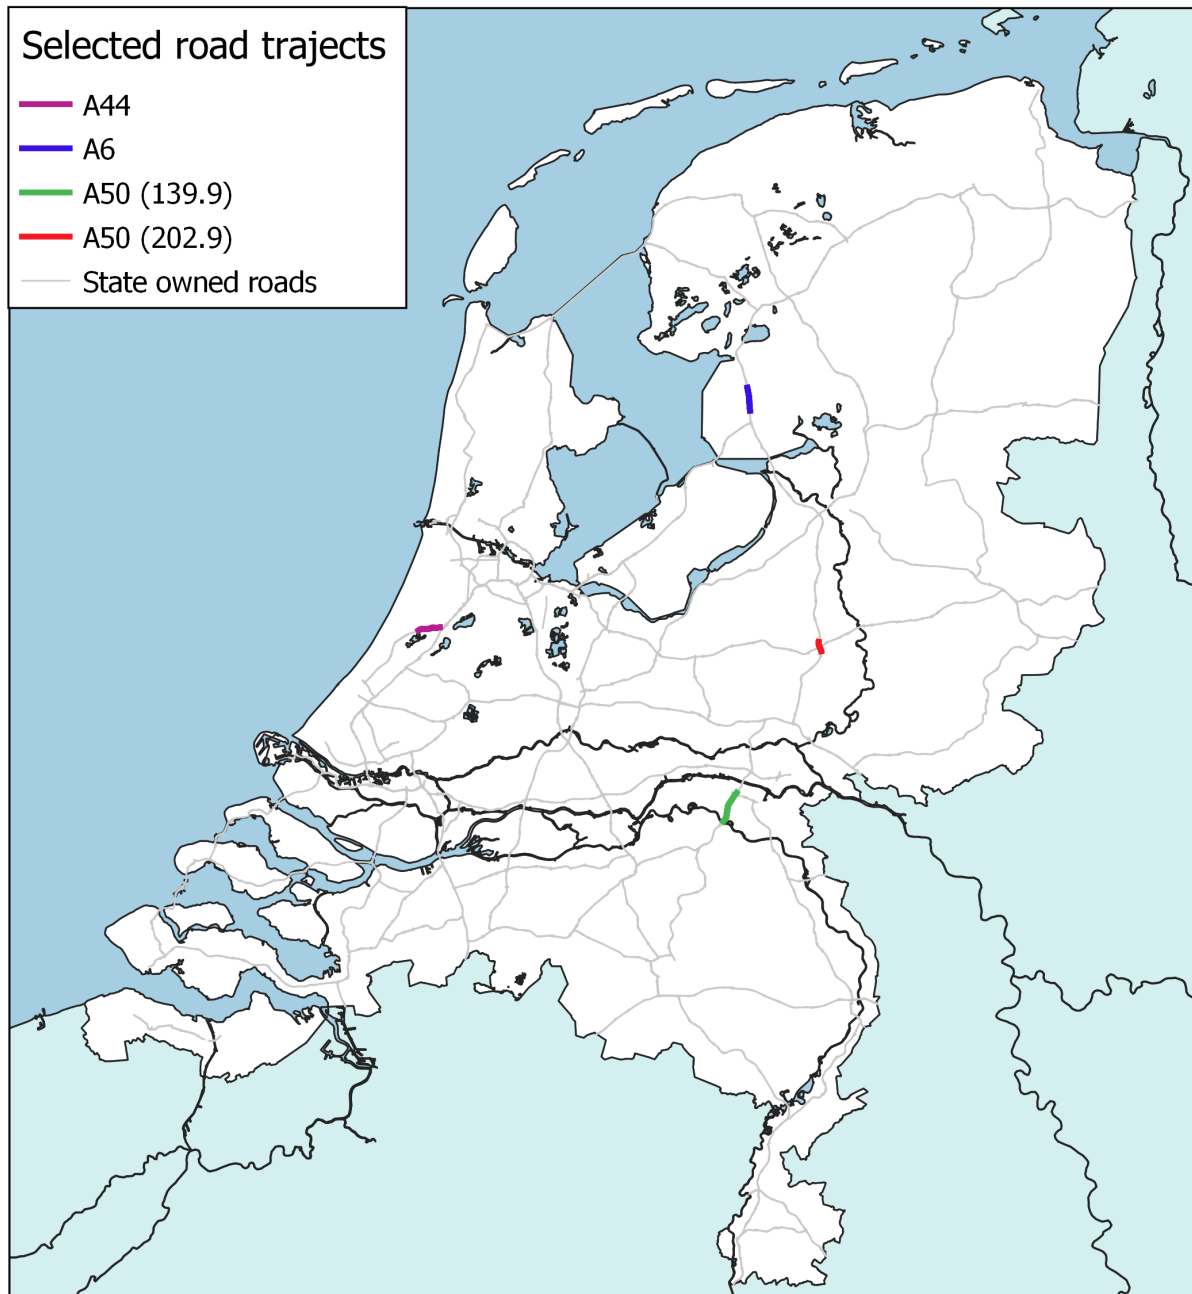 Selected road trajects
A44
A6
A50 (139.9)
A50 (202.9)
State owned roads